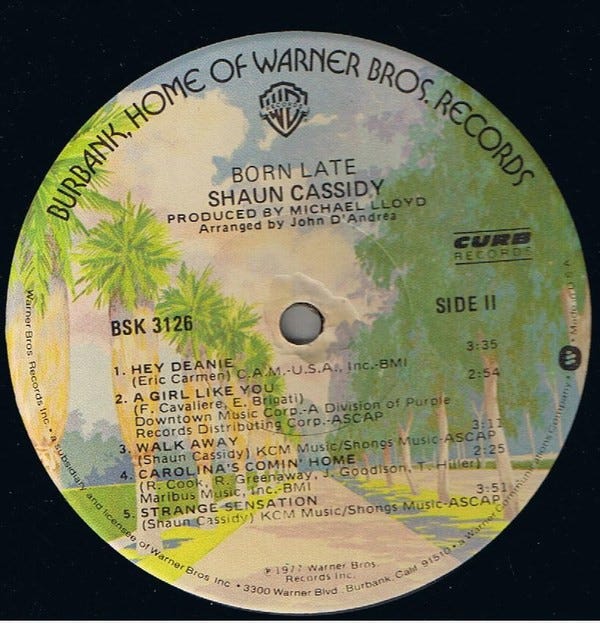 BURBANK, HOME OF WARNER BROS. RECORDS
WB
RECORDS
BORN LATE
SHAUN CASSIDY
PRODUCED BY MICHAEL LLOYD
Arranged by John D'Andrea
CURB
RECORDS
BSK 3126
SIDE II
1. HEY DEANIE 3:35
(Eric Carmen) C.A.M.-U.S.A., Inc.-BMI
2. A GIRL LIKE YOU 2:54
(F. Cavaliere, E. Brigati)
Downtown Music Corp.-A Division of Purple
Records Distributing Corp.-ASCAP
3. WALK AWAY 3:11
(Shaun Cassidy) KCM Music/Shongs Music-ASCAP
4. CAROLINA'S COMIN' HOME 2:25
(R. Cook, R. Greenaway, J. Goodison, T. Hiller)
Maribus Music, Inc.-BMI
5. STRANGE SENSATION 3:51
(Shaun Cassidy) KCM Music/Shongs Music-ASCAP
℗ 1977 Warner Bros.
Records Inc.
Warner Bros. Records Inc. • a Subsidiary and licensee of Warner Bros. Inc. • 3300 Warner Blvd., Burbank, Calif. 91510 • a Warner Communications Company • Made in U.S.A.